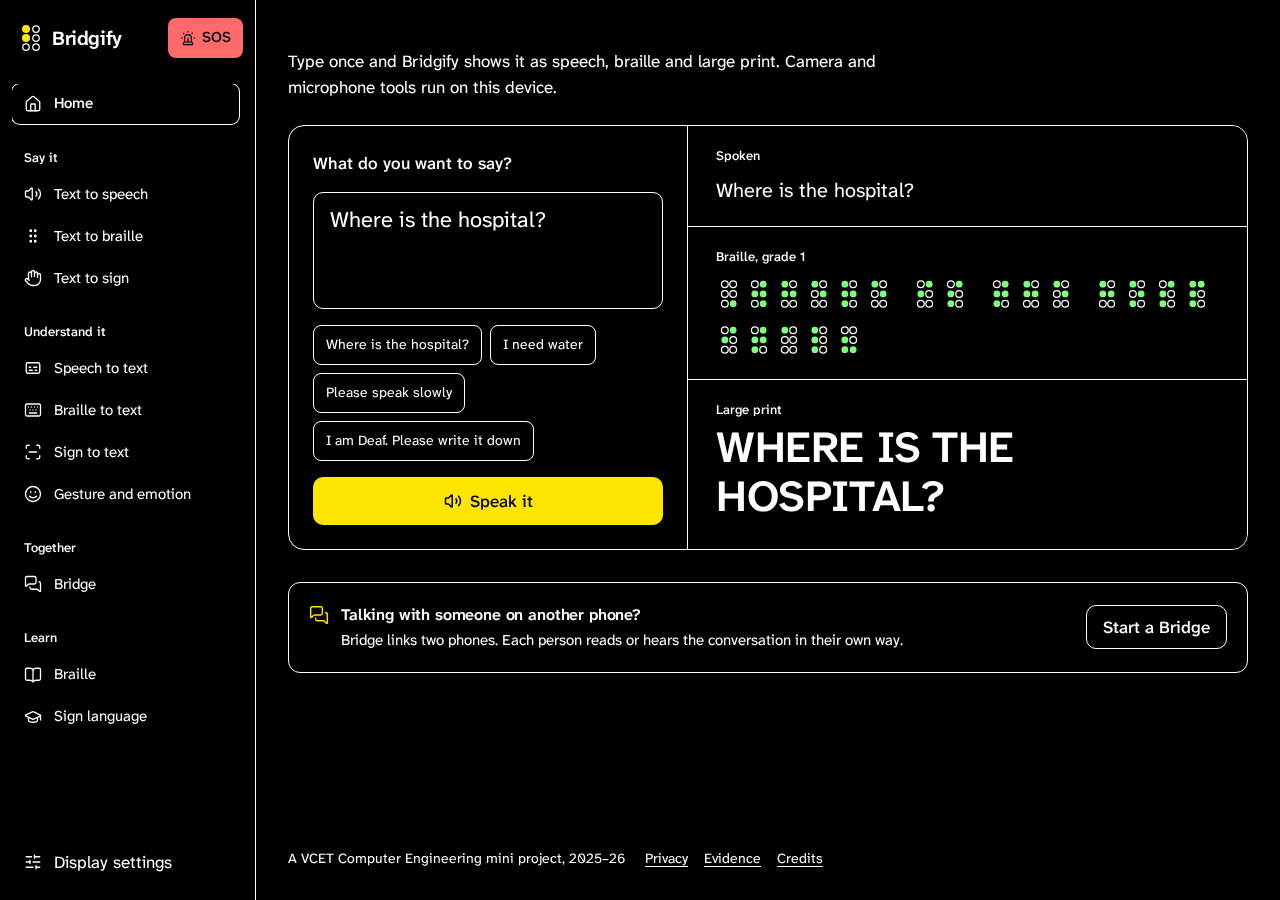 Bridgify
SOS
Home
Say it
Text to speech
Text to braille
Text to sign
Understand it
Speech to text
Braille to text
Sign to text
Gesture and emotion
Together
Bridge
Learn
Braille
Sign language
Display settings
Type once and Bridgify shows it as speech, braille and large print. Camera and
microphone tools run on this device.
What do you want to say?
Where is the hospital?
Where is the hospital?
I need water
Please speak slowly
I am Deaf. Please write it down
Speak it
Spoken
Where is the hospital?
Braille, grade 1
Large print
WHERE IS THE
HOSPITAL?
Talking with someone on another phone?
Bridge links two phones. Each person reads or hears the conversation in their own way.
Start a Bridge
A VCET Computer Engineering mini project, 2025–26
Privacy
Evidence
Credits